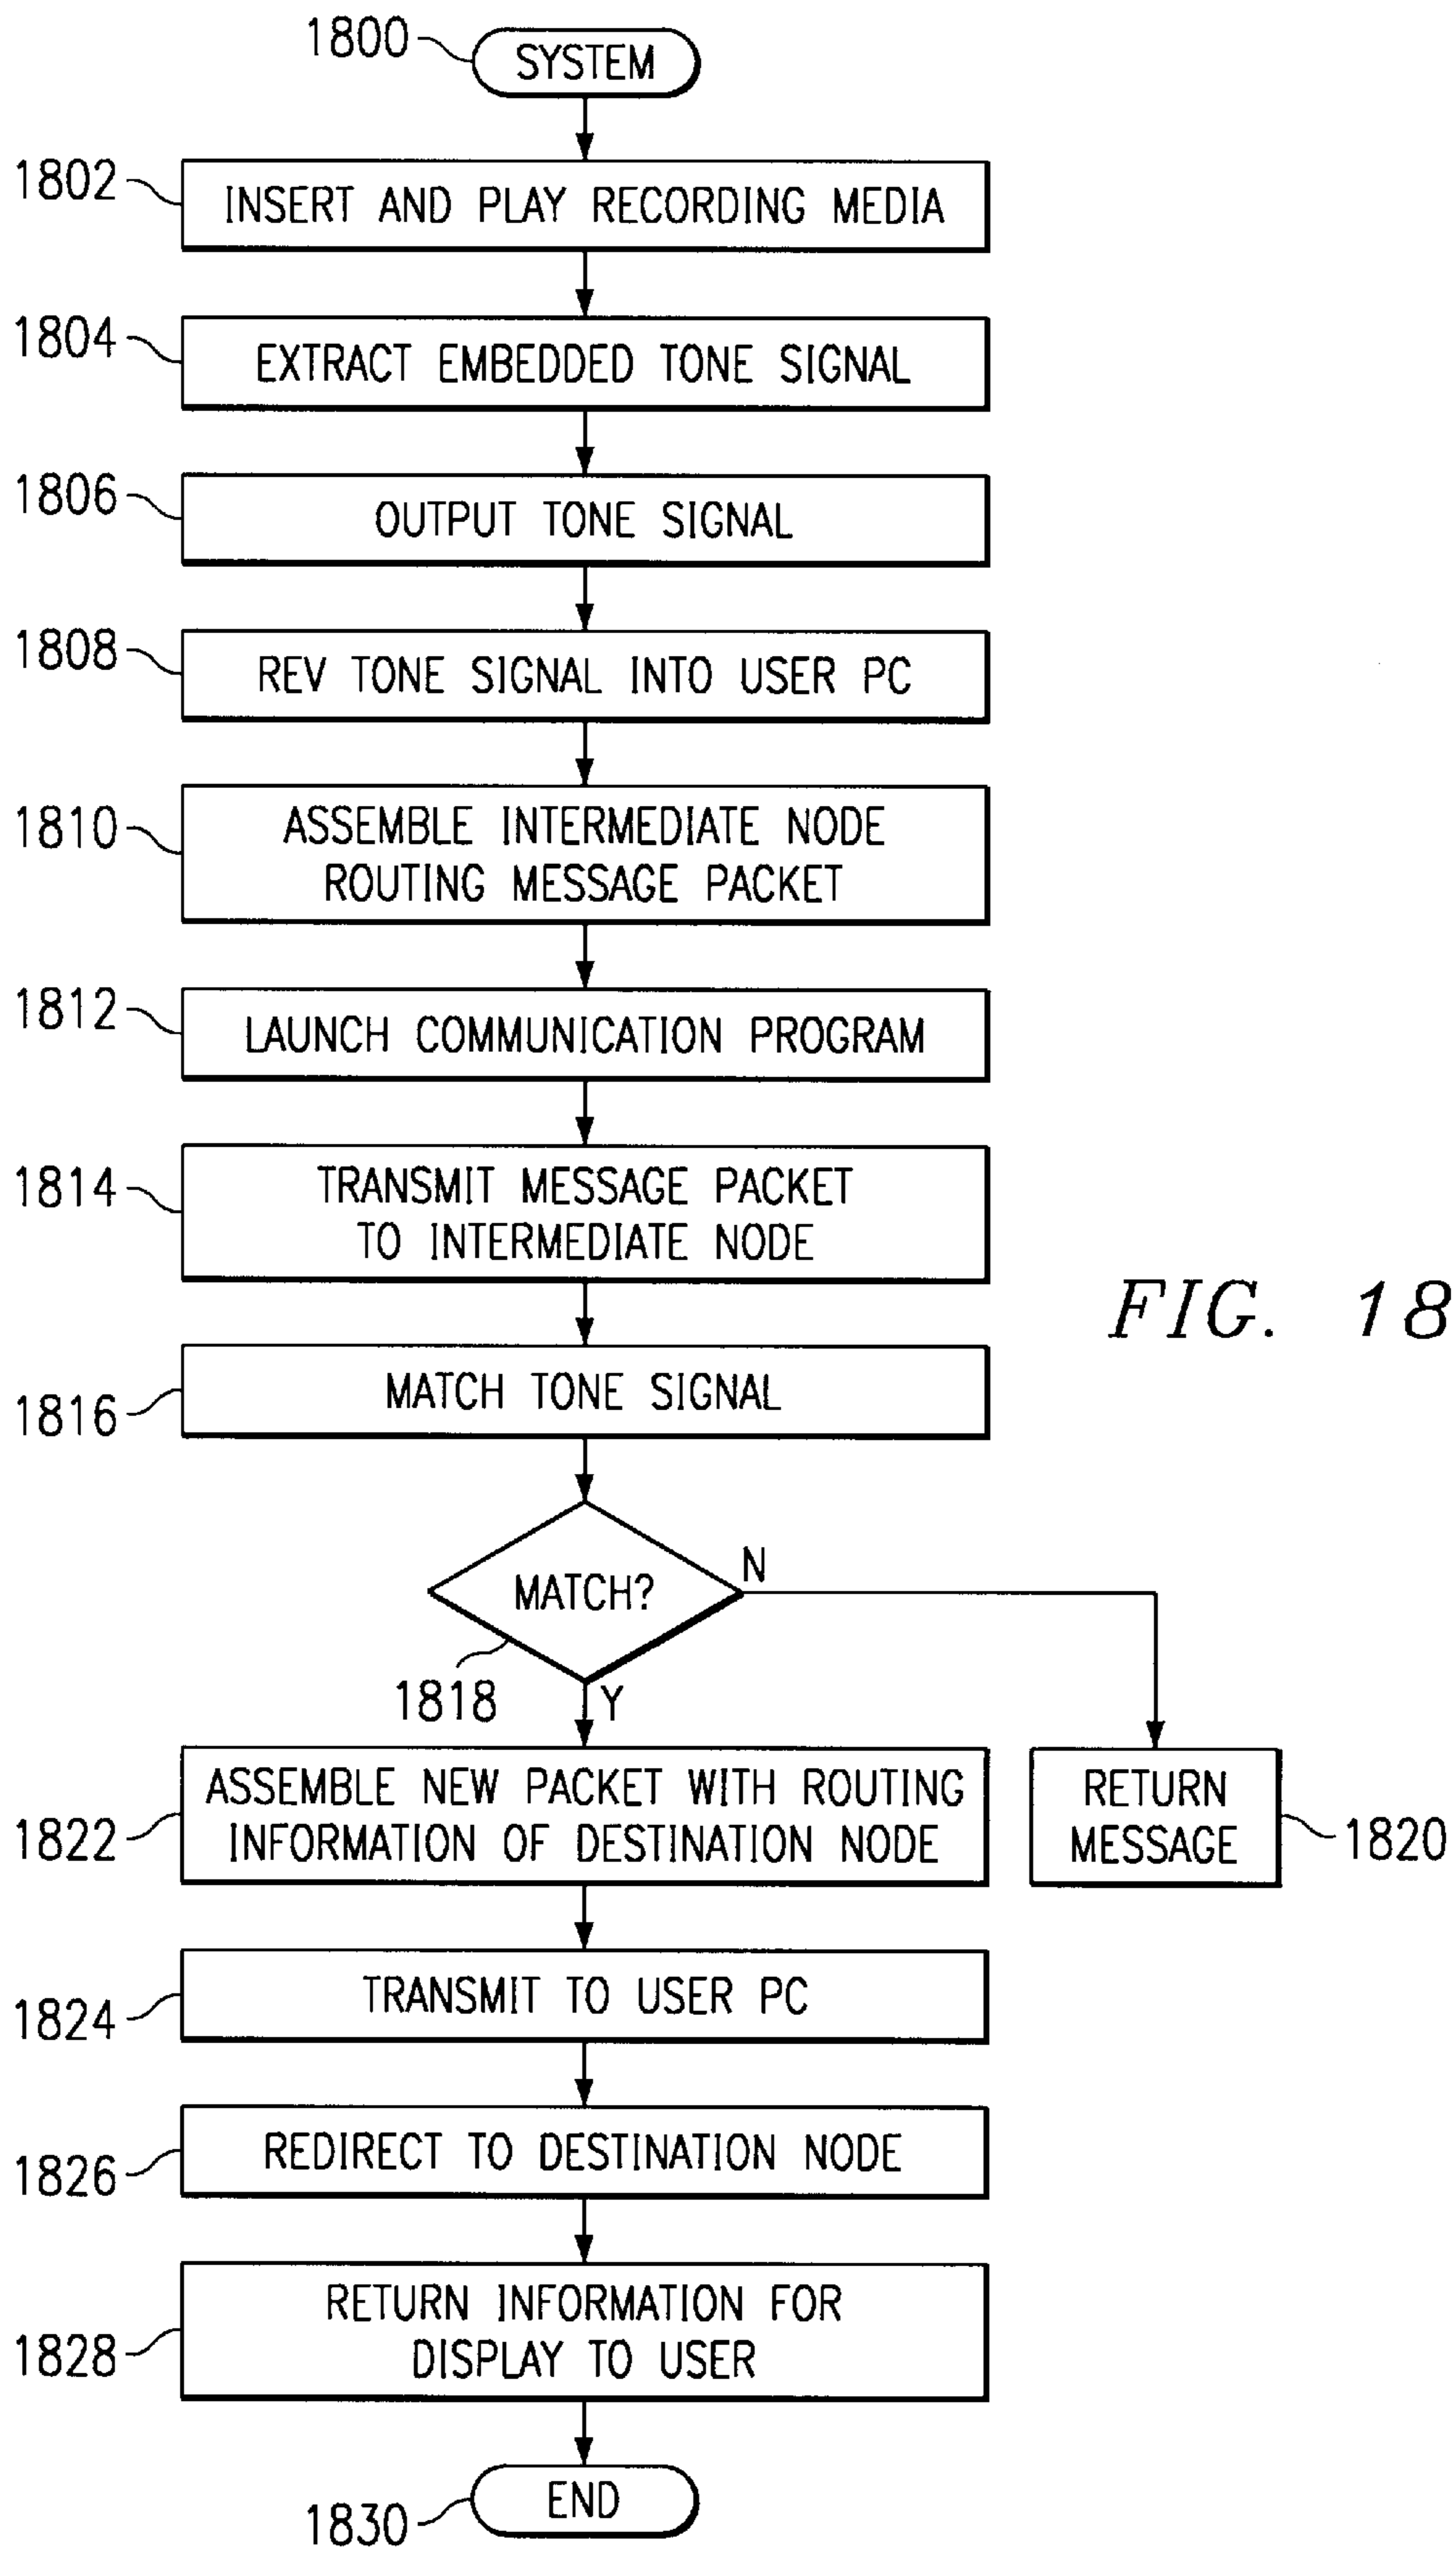 1800
SYSTEM
1802
INSERT AND PLAY RECORDING MEDIA
1804
EXTRACT EMBEDDED TONE SIGNAL
1806
OUTPUT TONE SIGNAL
1808
REV TONE SIGNAL INTO USER PC
1810
ASSEMBLE INTERMEDIATE NODE
ROUTING MESSAGE PACKET
1812
LAUNCH COMMUNICATION PROGRAM
1814
TRANSMIT MESSAGE PACKET
TO INTERMEDIATE NODE
FIG. 18
1816
MATCH TONE SIGNAL
MATCH?
N
1818
Y
1822
ASSEMBLE NEW PACKET WITH ROUTING
INFORMATION OF DESTINATION NODE
RETURN
MESSAGE
1820
1824
TRANSMIT TO USER PC
1826
REDIRECT TO DESTINATION NODE
1828
RETURN INFORMATION FOR
DISPLAY TO USER
1830
END